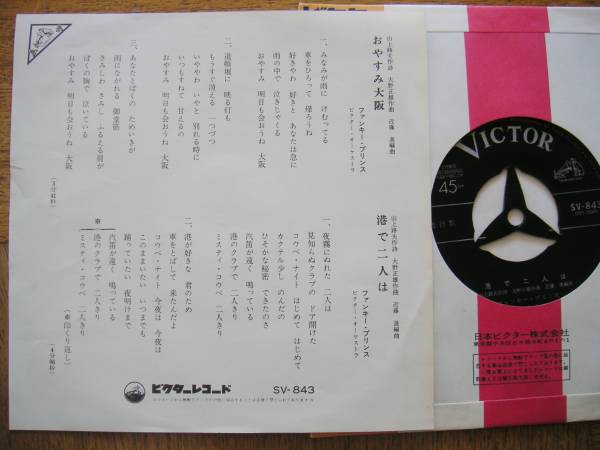 おやすみ大阪
山上路夫作詩 大野正雄作曲 近藤 進編曲
ファンキー・プリンス
ビクター・オーケストラ
一、みなみが雨に けむってる
車をひろって 帰ろうね
好きやわ 好きと あなたは急に
雨の中で 泣きじゃくる
おやすみ 明日も会おうね 大阪
二、道頓堀に 映る灯も
もうすぐ消える 一つづつ
いややわ いやと 別れる時に
いつもすねて 甘えるの
おやすみ 明日も会おうね 大阪
三、あなたとぼくの ためいきが
雨にながれる 御堂筋
さみしわ さみし ふるえる肩が
ぼくの胸で 泣いている
おやすみ 明日も会おうね 大阪
港で二人は
山上路夫作詩 大野正雄作曲 近藤 進編曲
ファンキー・プリンス
ビクター・オーケストラ
一、夜霧にぬれた 二人は
見知らぬクラブの ドア開けた
カクテル少し のんだの
コウベ・ナイト はじめて はじめて
ひそかな秘密 できたのさ
汽笛が遠く 鳴っている
港のクラブで 二人きり
ミスティ・コウベ 二人きり
二、港が好きな 君のため
車をとばして 来たんだよ
コウベ・ナイト 今夜は 今夜は
このままいたい いつまでも
踊っていたい 夜明けまで
汽笛が遠く 鳴っている
港のクラブで 二人きり
ミスティ・コウベ 二人きり
(※印くり返し)
ビクターレコード
SV-843
VICTOR
45
SV-843
港で二人は
日本ビクター株式会社